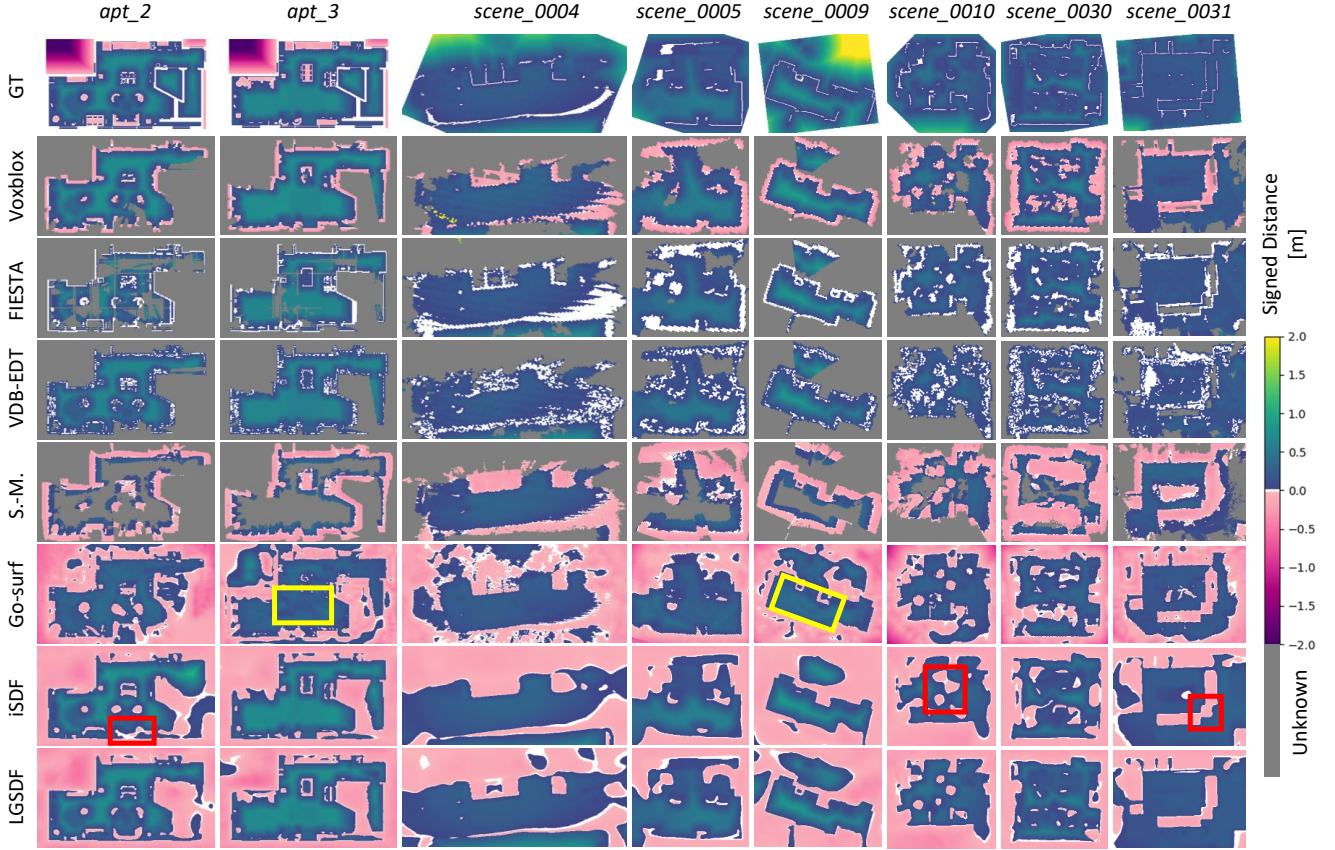 apt_2 apt_3 scene_0004 scene_0005 scene_0009 scene_0010 scene_0030 scene_0031
GT
Voxblox
FIESTA
VDB-EDT
S.-M.
Go-surf
iSDF
LGSDF
Signed Distance
[m]
2.0
1.5
1.0
0.5
0.0
−0.5
−1.0
−1.5
−2.0
Unknown